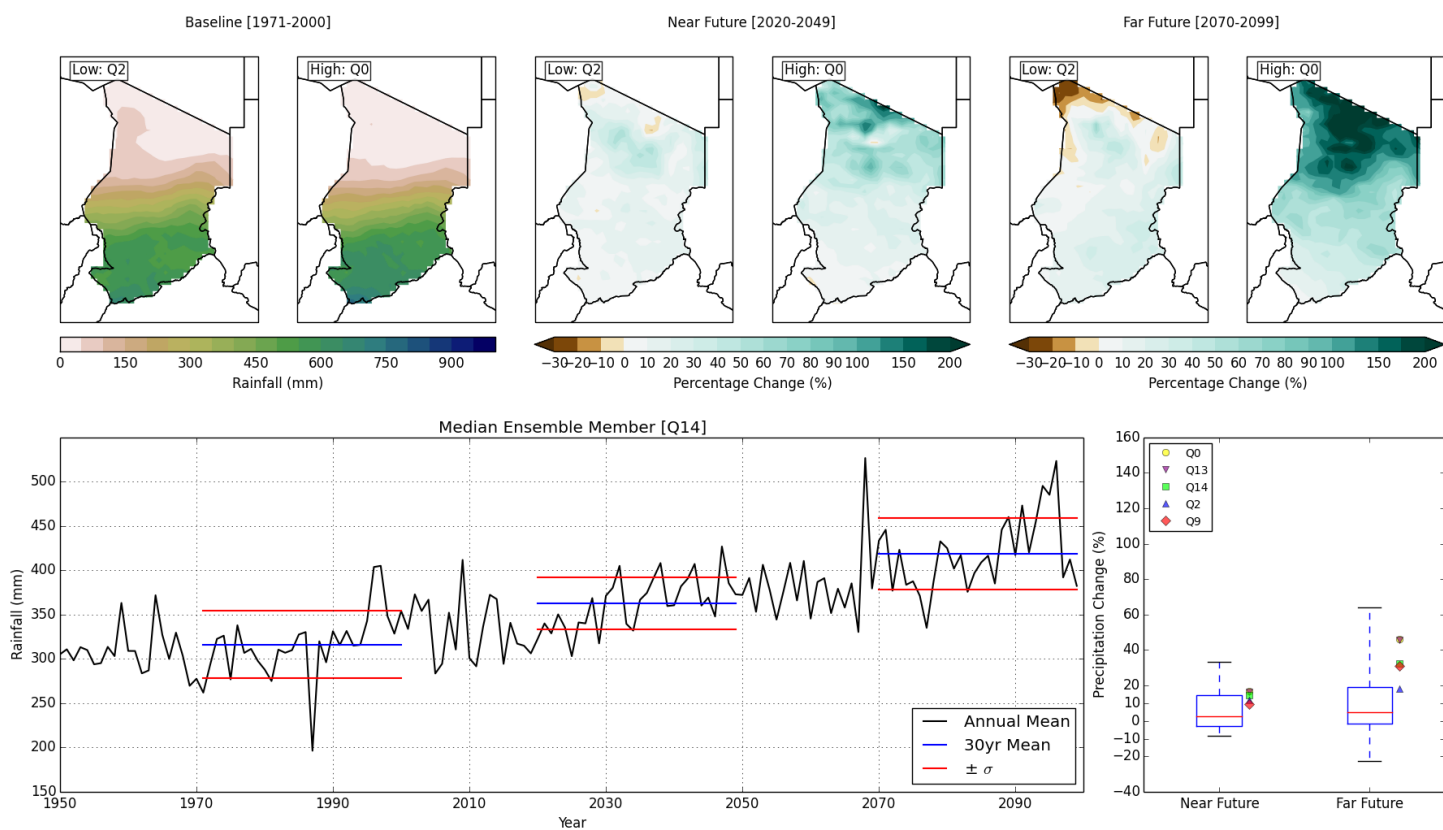 Baseline [1971-2000] Near Future [2020-2049] Far Future [2070-2099]
Low: Q2 High: Q0 Low: Q2 High: Q0 Low: Q2 High: Q0
0 150 300 450 600 750 900
Rainfall (mm)
−30 −20 −10 0 10 20 30 40 50 60 70 80 90 100 150 200
Percentage Change (%)
−30 −20 −10 0 10 20 30 40 50 60 70 80 90 100 150 200
Percentage Change (%)
Median Ensemble Member [Q14]
Rainfall (mm)
500
450
400
350
300
250
200
150
1950 1970 1990 2010 2030 2050 2070 2090
Year
Annual Mean
30yr Mean
± σ
Precipitation Change (%)
160
140
120
100
80
60
40
20
10
0
−10
−20
−40
Q0
Q13
Q14
Q2
Q9
Near Future Far Future